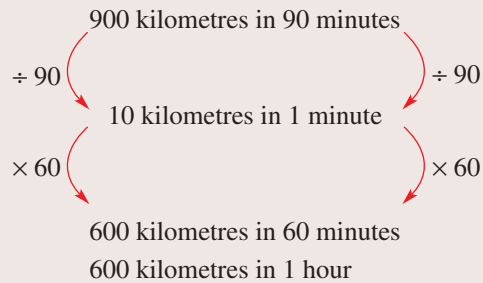 900 kilometres in 90 minutes
÷ 90 ÷ 90
10 kilometres in 1 minute
× 60 × 60
600 kilometres in 60 minutes
600 kilometres in 1 hour